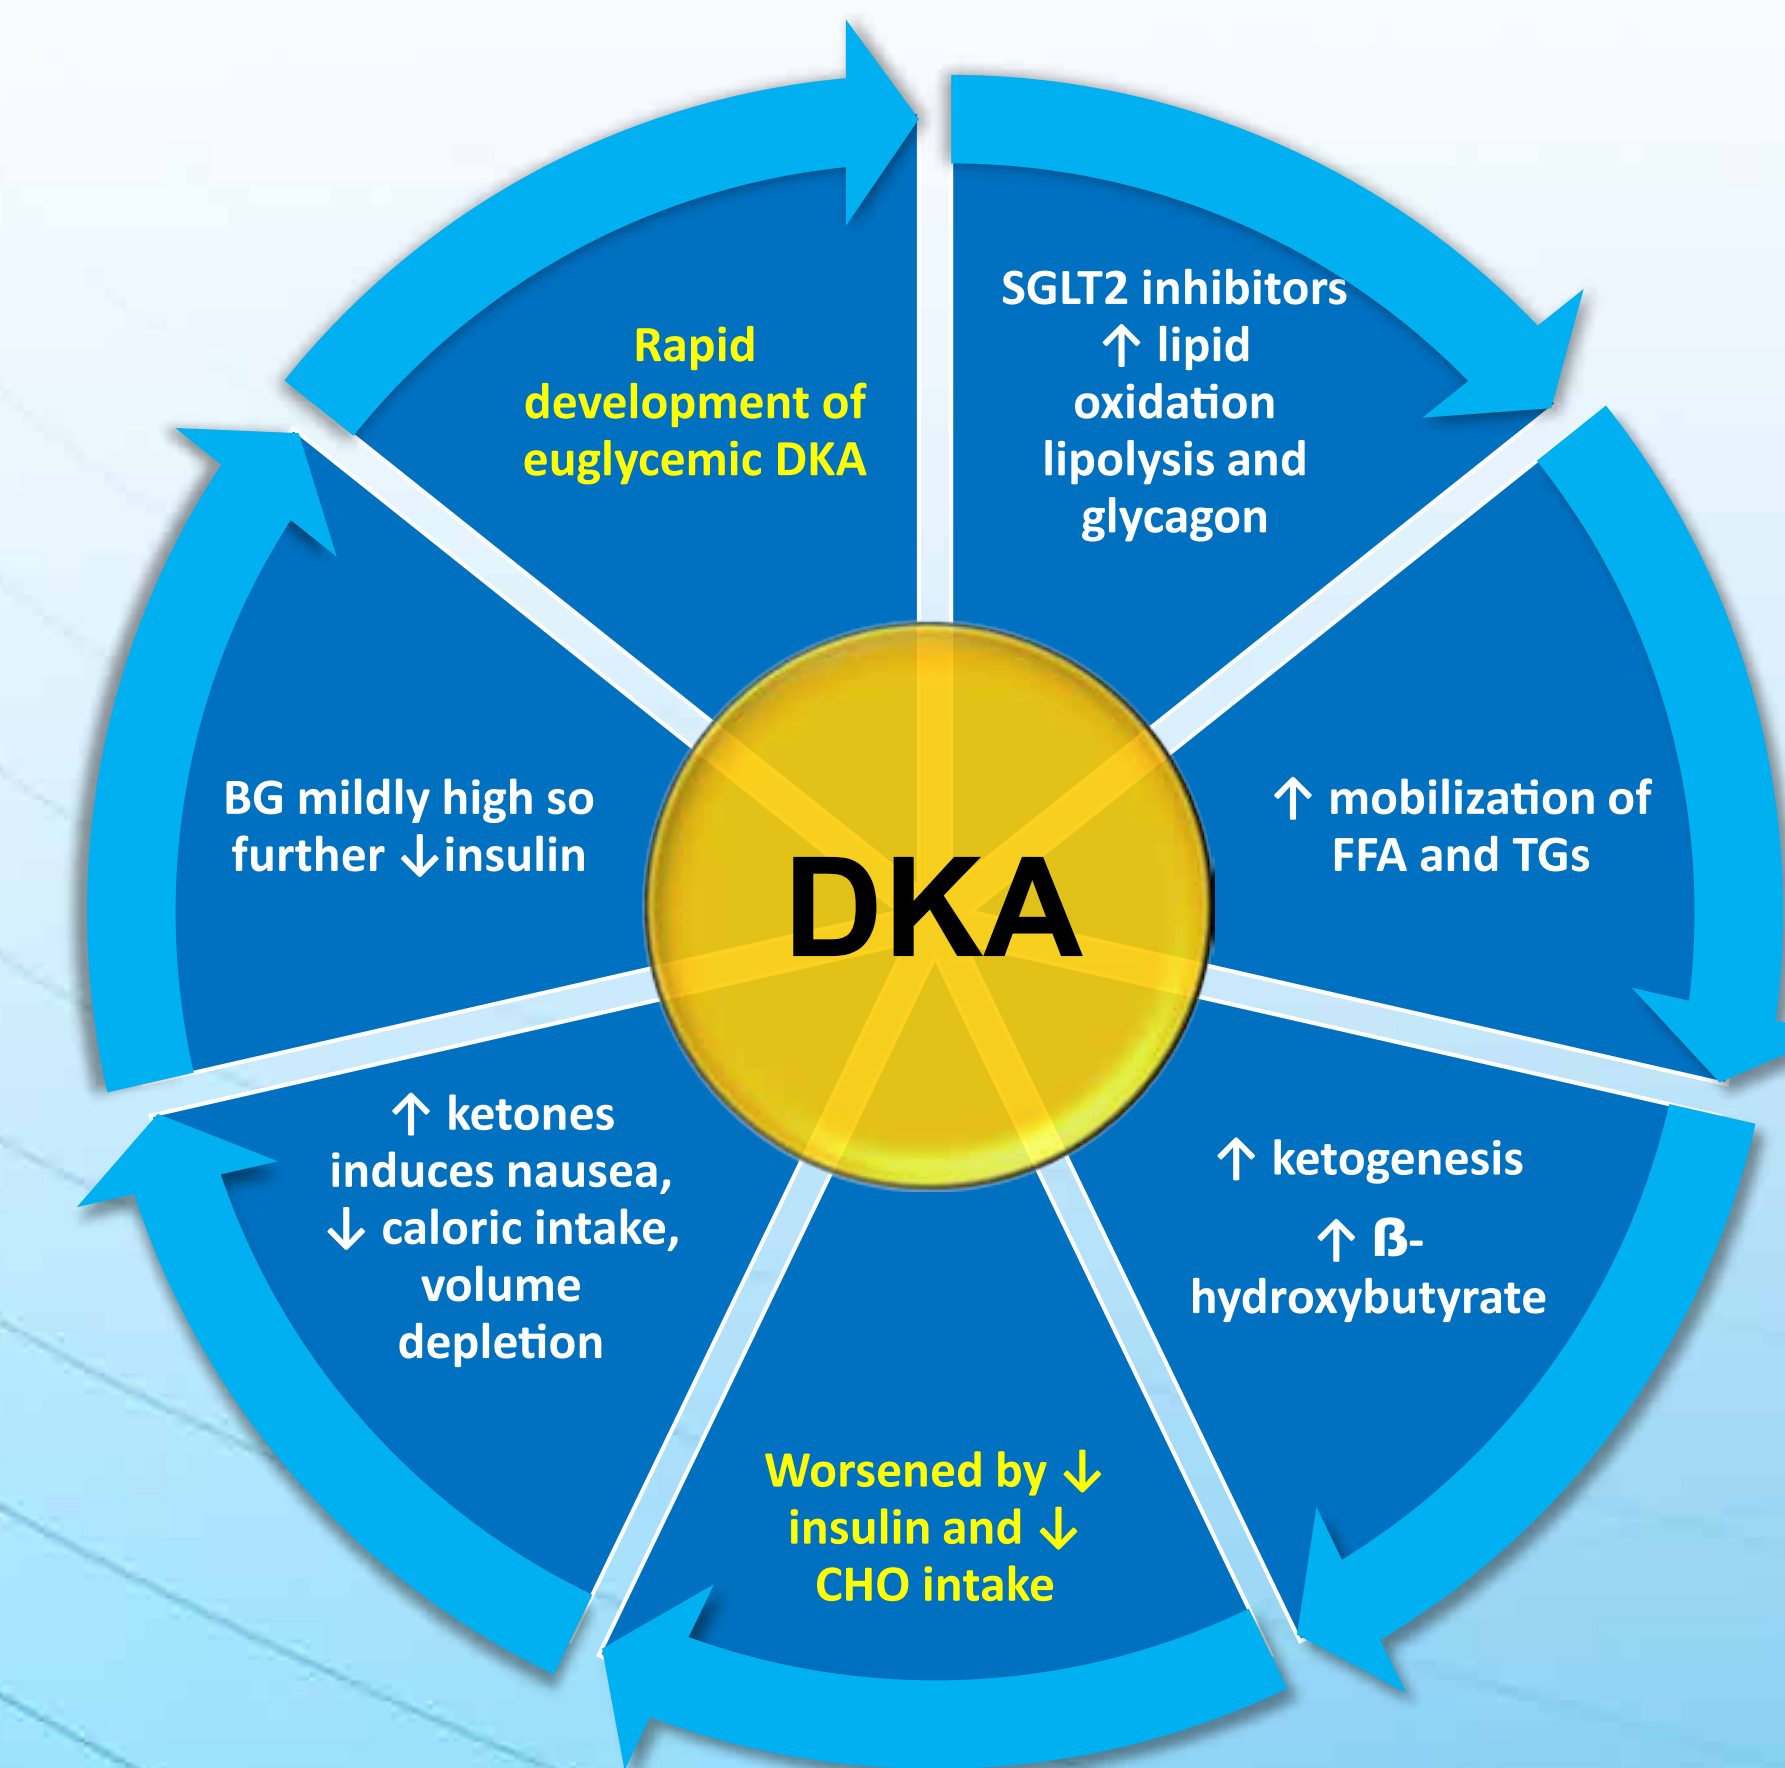 SGLT2 inhibitors
↑ lipid
oxidation
lipolysis and
glycagon
↑ mobilization of
FFA and TGs
↑ ketogenesis
↑ ß-
hydroxybutyrate
Worsened by ↓
insulin and ↓
CHO intake
↑ ketones
induces nausea,
↓ caloric intake,
volume
depletion
BG mildly high so
further ↓insulin
Rapid
development of
euglycemic DKA
DKA